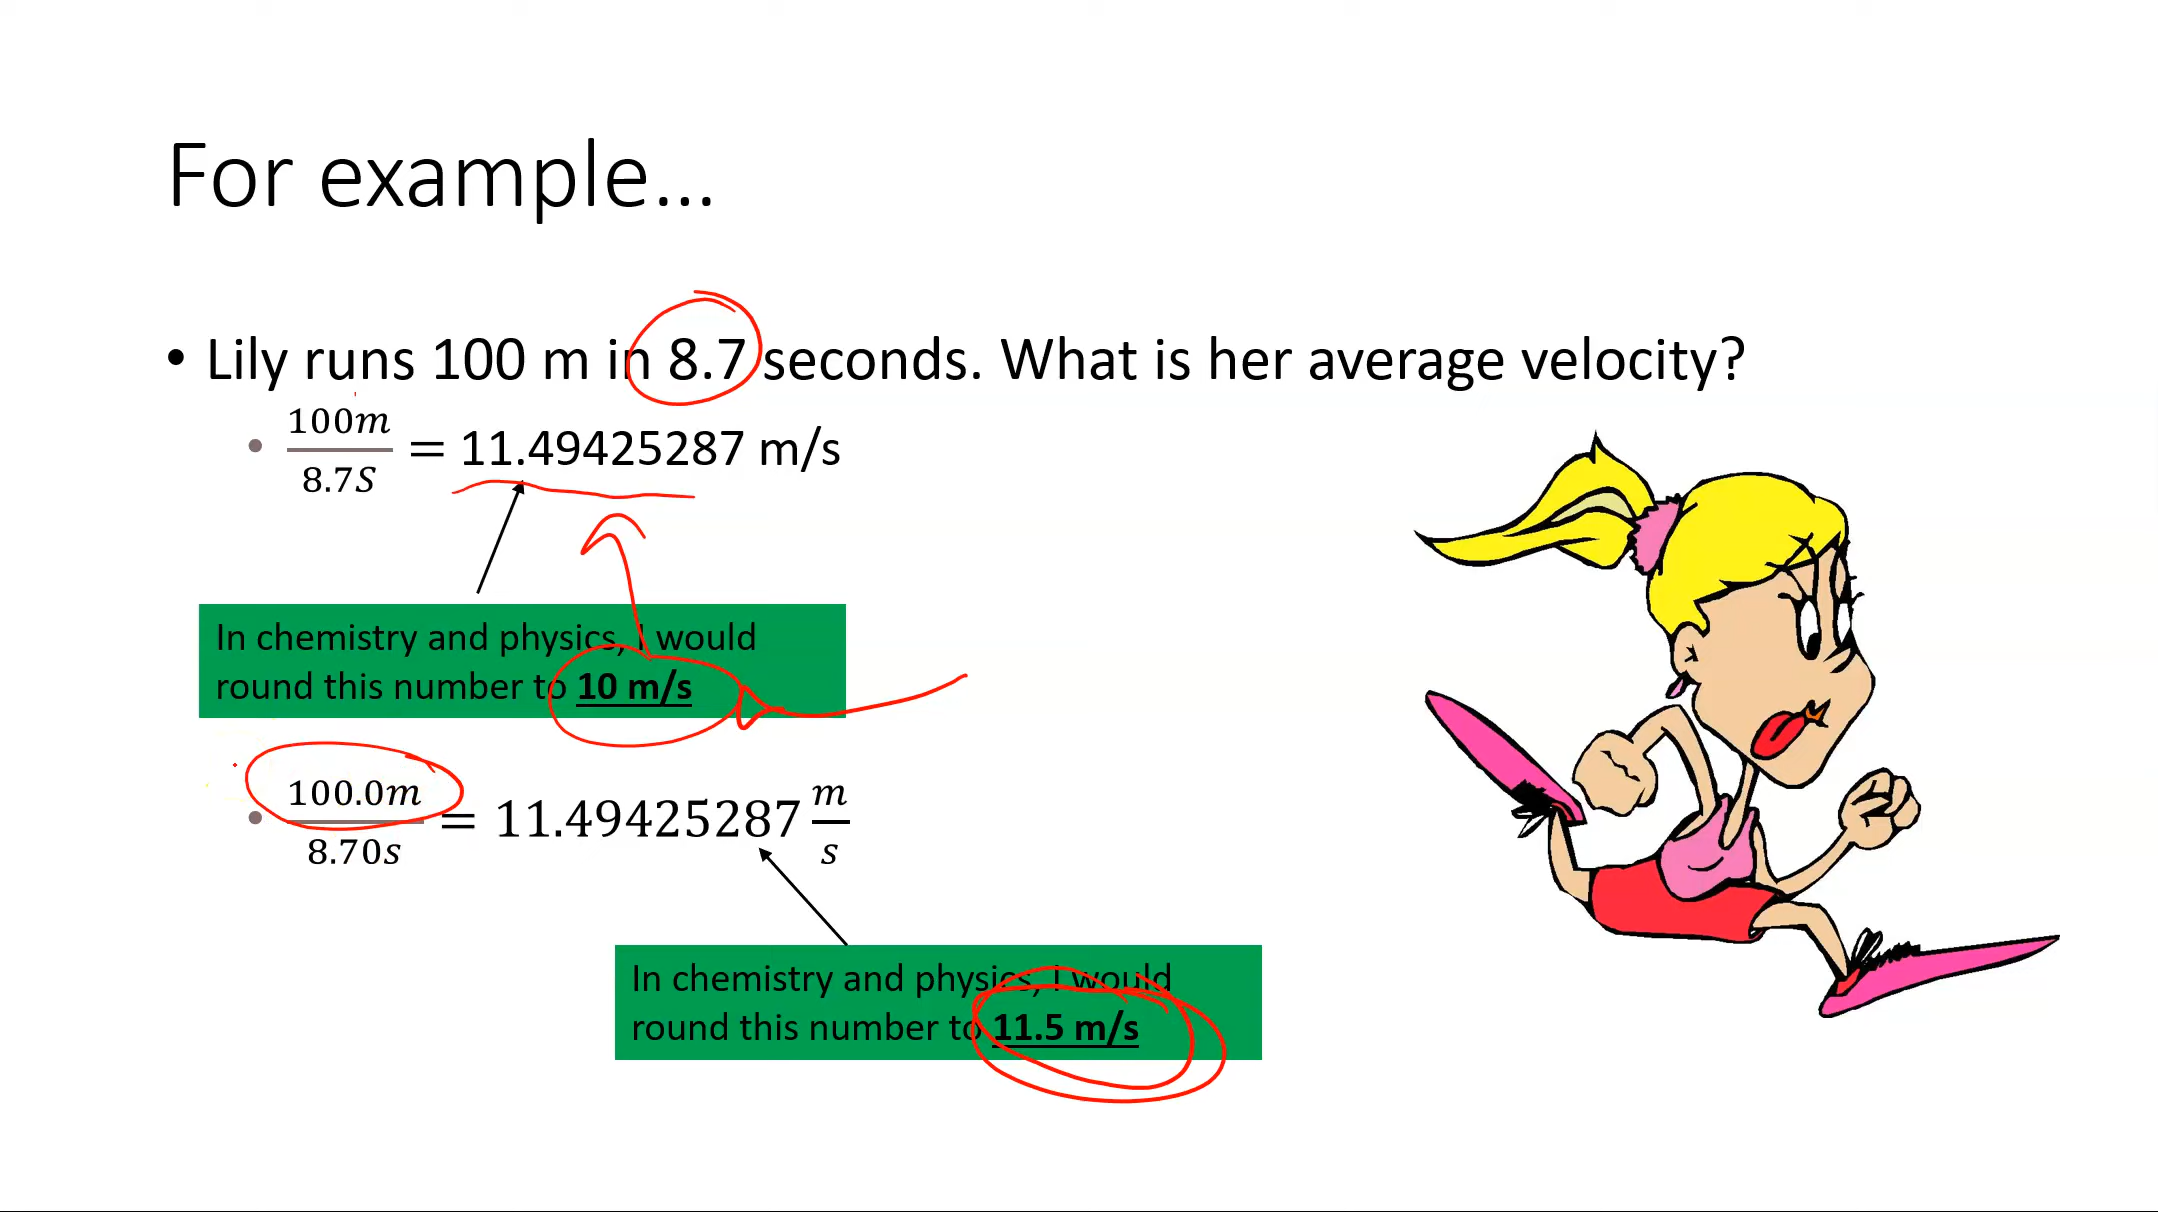 For example...
• Lily runs 100 m in 8.7 seconds. What is her average velocity?
• 100m/8.7S = 11.49425287 m/s
In chemistry and physics, I would
round this number to 10 m/s
• 100.0m/8.70s = 11.49425287 m/s
In chemistry and physics, I would
round this number to 11.5 m/s